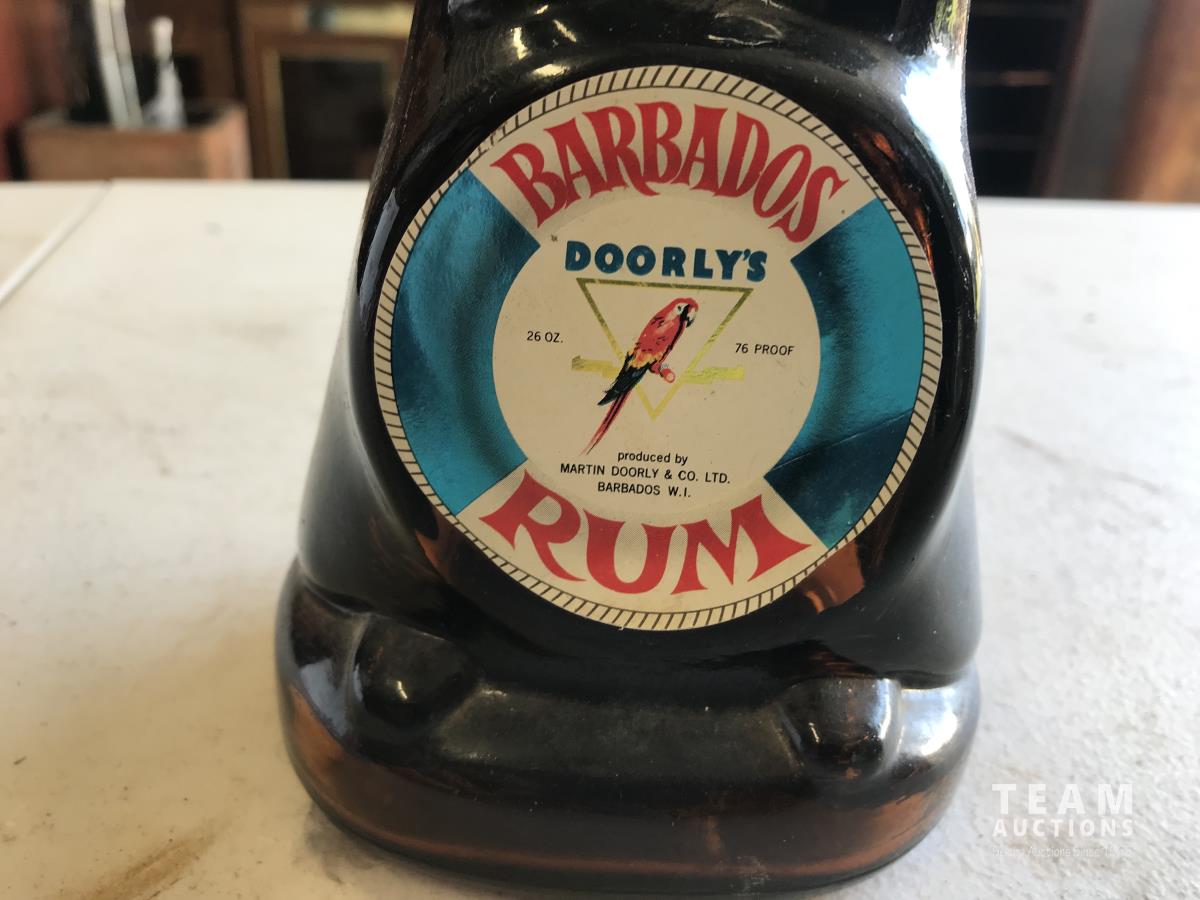 BARBADOS
DOORLY'S
26 OZ.
76 PROOF
produced by
MARTIN DOORLY & CO. LTD.
BARBADOS W.I.
RUM
TEAM
AUCTIONS